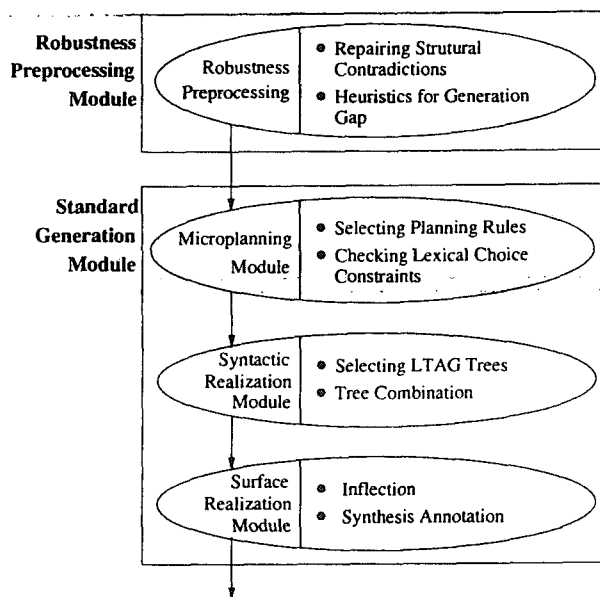 Robustness
Preprocessing
Module
Robustness
Preprocessing
● Repairing Strutural
Contradictions
● Heuristics for Generation
Gap
Standard
Generation
Module
Microplanning
Module
● Selecting Planning Rules
● Checking Lexical Choice
Constraints
Syntactic
Realization
Module
● Selecting LTAG Trees
● Tree Combination
Surface
Realization
Module
● Inflection
● Synthesis Annotation